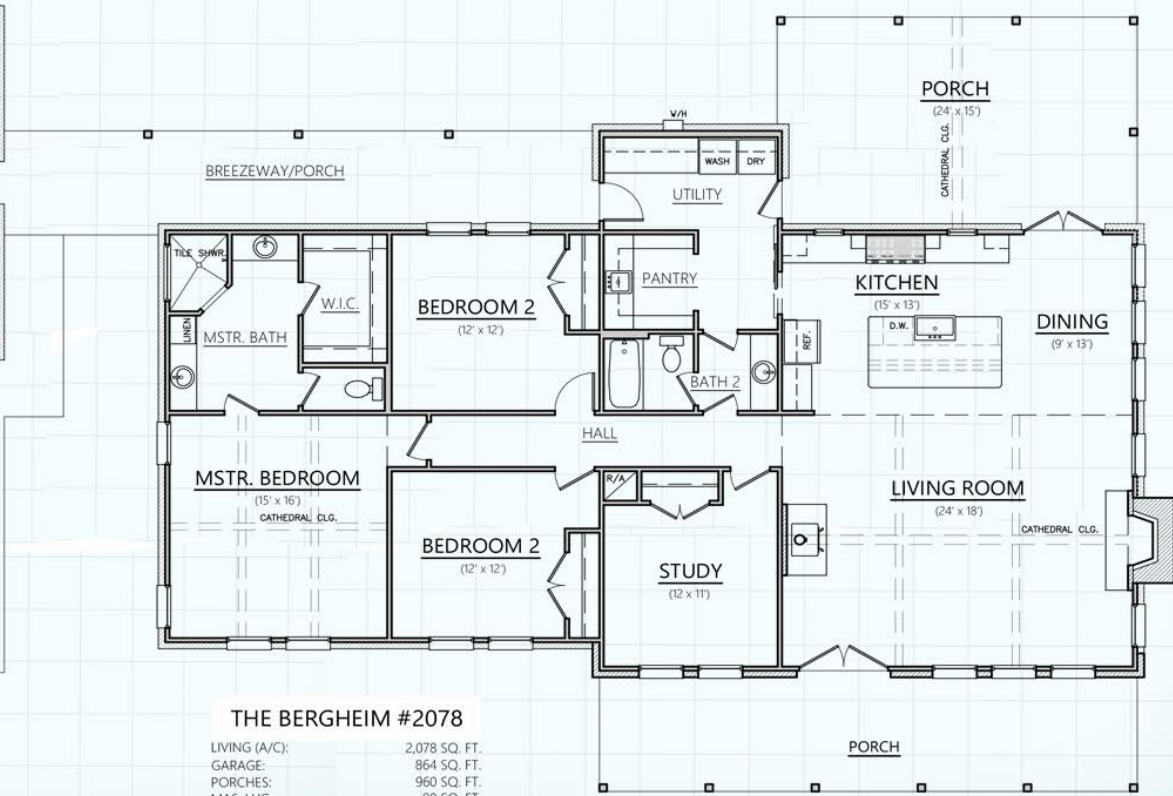 PORCH
(24' x 15')
CATHEDRAL CLG.
W/H
WASH
DRY
BREEZEWAY/PORCH
UTILITY
TILE SHWR.
W.I.C.
BEDROOM 2
(12' x 12')
PANTRY
KITCHEN
(15' x 13')
D.W.
DINING
(9' x 13')
LINEN
MSTR. BATH
REF.
BATH 2
HALL
MSTR. BEDROOM
(15' x 16')
CATHEDRAL CLG.
R/A
LIVING ROOM
(24' x 18')
CATHEDRAL CLG.
BEDROOM 2
(12' x 12')
STUDY
(12 x 11')
THE BERGHEIM #2078
LIVING (A/C): 2,078 SQ. FT.
GARAGE: 864 SQ. FT.
PORCHES: 960 SQ. FT.
PORCH